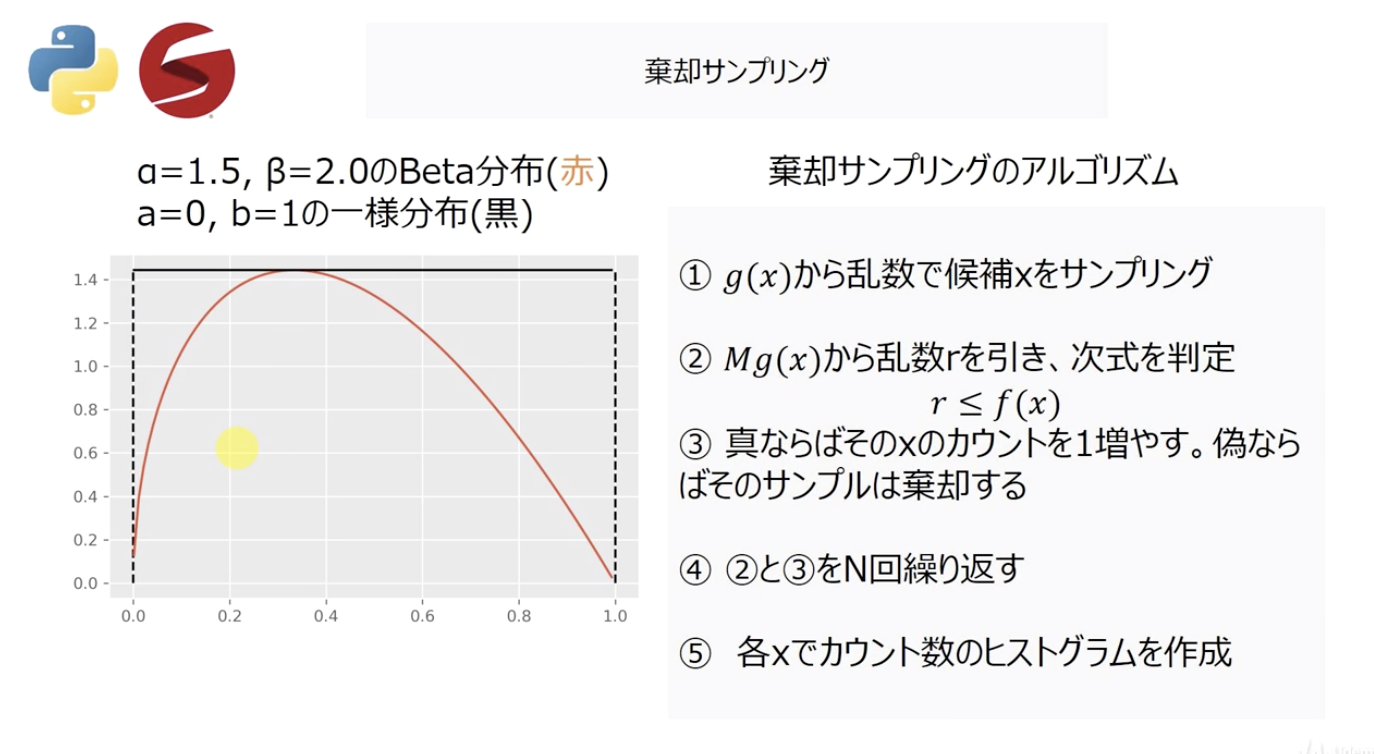 棄却サンプリング
α=1.5, β=2.0のBeta分布(赤)
a=0, b=1の一様分布(黒)
1.4
1.2
1.0
0.8
0.6
0.4
0.2
0.0
0.0 0.2 0.4 0.6 0.8 1.0
棄却サンプリングのアルゴリズム
① g(x)から乱数で候補xをサンプリング
② Mg(x)から乱数rを引き、次式を判定
r ≤ f(x)
③ 真ならばそのxのカウントを1増やす。偽なら
ばそのサンプルは棄却する
④ ②と③をN回繰り返す
⑤ 各xでカウント数のヒストグラムを作成